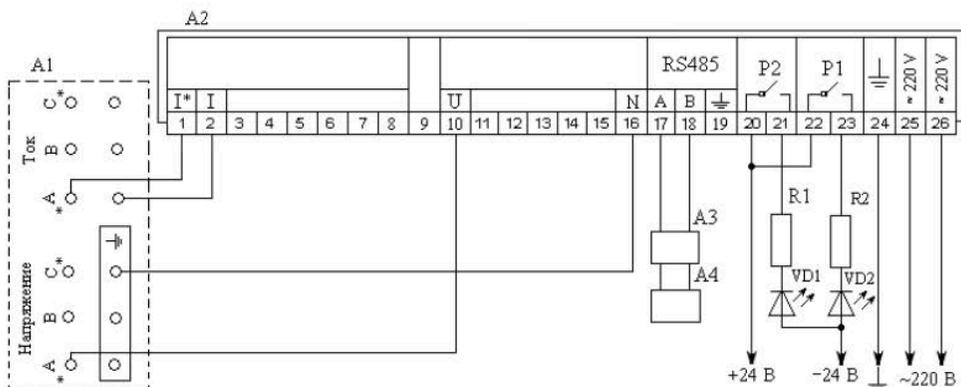 A2
A1
RS485
P2
P1
≈ 220 V
≈ 220 V
I*
I
U
N
A
B
1
2
3
4
5
6
7
8
9
10
11
12
13
14
15
16
17
18
19
20
21
22
23
24
25
26
Ток
C*
B
A*
Напряжение
C*
B
A*
A3
A4
R1
R2
VD1
VD2
+24 В
−24 В
~220 В